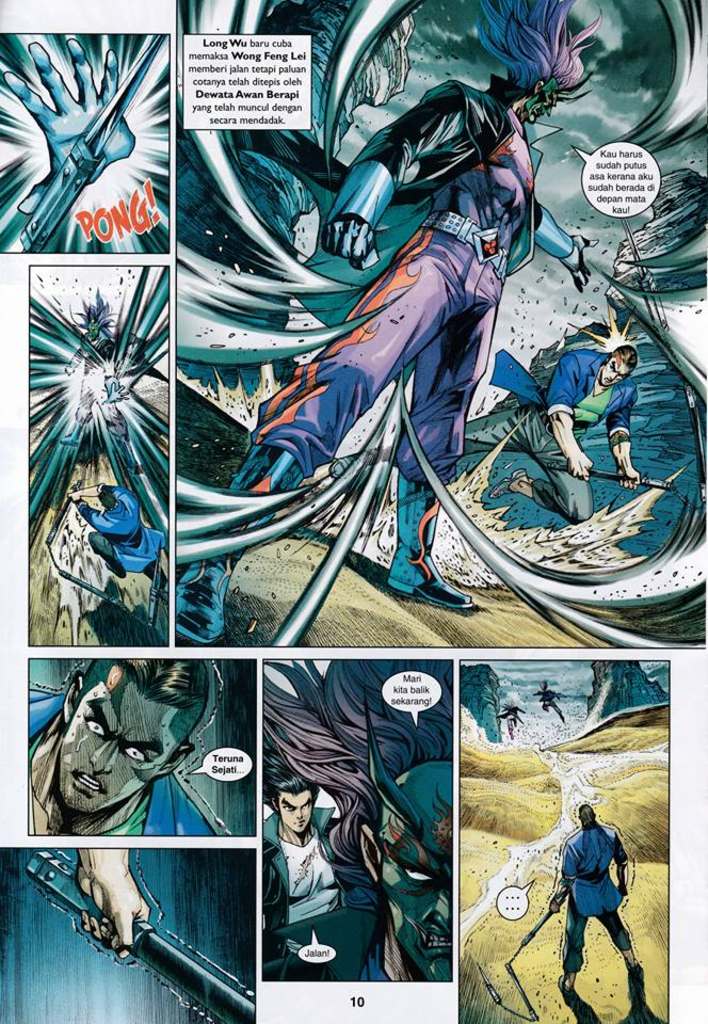 PONG!
Long Wu baru cuba
memaksa Wong Feng Lei
memberi jalan tetapi paluan
cotanya telah ditepis oleh
Dewata Awan Berapi
yang telah muncul dengan
secara mendadak.
Kau harus
sudah putus
asa kerana aku
sudah berada di
depan mata
kau!
Teruna
Sejati...
Mari
kita balik
sekarang!
Jalan!
......
10